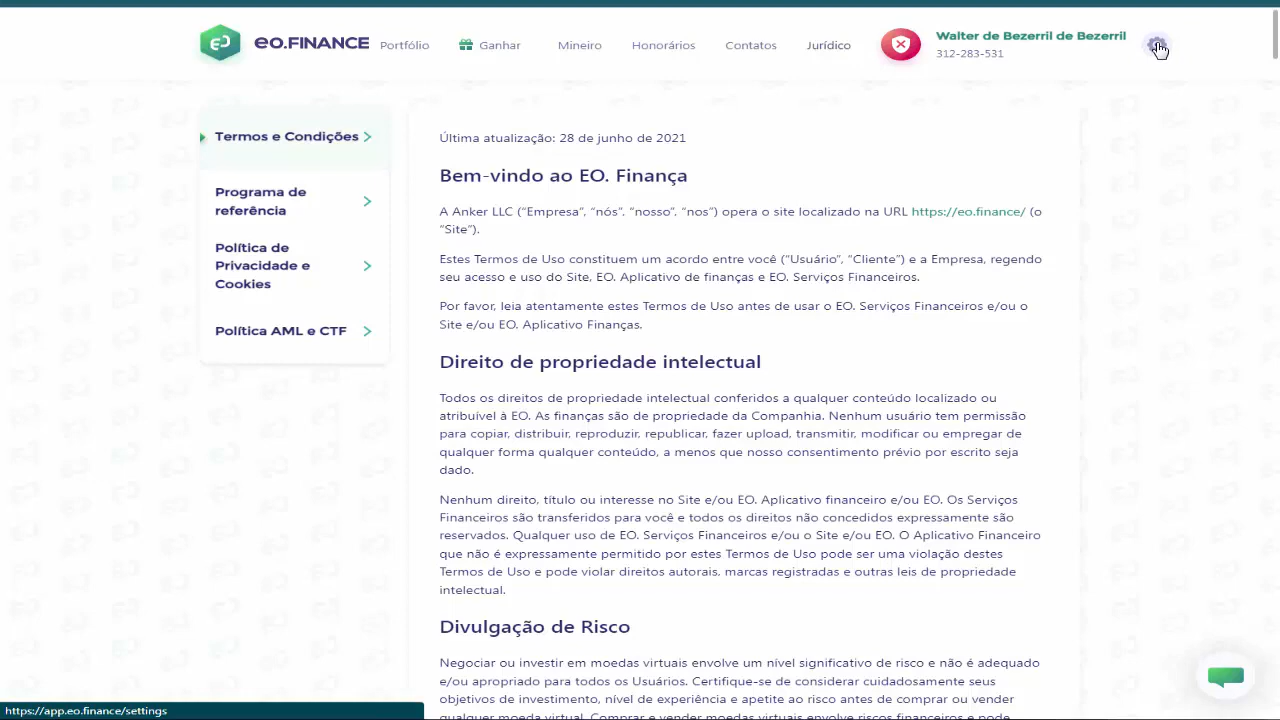 eo.FINANCE
Portfólio
Ganhar
Mineiro
Honorários
Contatos
Jurídico
Walter de Bezerril de Bezerril
312-283-531
Termos e Condições
Programa de
referência
Política de
Privacidade e
Cookies
Política AML e CTF
Última atualização: 28 de junho de 2021
Bem-vindo ao EO. Finança
A Anker LLC (“Empresa”, “nós”. “nosso”. “nos”) opera o site localizado na URL https://eo.finance/ (o
“Site”).
Estes Termos de Uso constituem um acordo entre você (“Usuário”, “Cliente”) e a Empresa, regendo
seu acesso e uso do Site, EO. Aplicativo de finanças e EO. Serviços Financeiros.
Por favor, leia atentamente estes Termos de Uso antes de usar o EO. Serviços Financeiros e/ou o
Site e/ou EO. Aplicativo Finanças.
Direito de propriedade intelectual
Todos os direitos de propriedade intelectual conferidos a qualquer conteúdo localizado ou
atribuível à EO. As finanças são de propriedade da Companhia. Nenhum usuário tem permissão
para copiar, distribuir, reproduzir, republicar, fazer upload, transmitir, modificar ou empregar de
qualquer forma qualquer conteúdo, a menos que nosso consentimento prévio por escrito seja
dado.
Nenhum direito, título ou interesse no Site e/ou EO. Aplicativo financeiro e/ou EO. Os Serviços
Financeiros são transferidos para você e todos os direitos não concedidos expressamente são
reservados. Qualquer uso de EO. Serviços Financeiros e/ou o Site e/ou EO. O Aplicativo Financeiro
que não é expressamente permitido por estes Termos de Uso pode ser uma violação destes
Termos de Uso e pode violar direitos autorais, marcas registradas e outras leis de propriedade
intelectual.
Divulgação de Risco
Negociar ou investir em moedas virtuais envolve um nível significativo de risco e não é adequado
e/ou apropriado para todos os Usuários. Certifique-se de considerar cuidadosamente seus
objetivos de investimento, nível de experiência e apetite ao risco antes de comprar ou vender
qualquer moeda virtual. Comprar e vender moedas virtuais envolve riscos financeiros e pode
https://app.eo.finance/settings